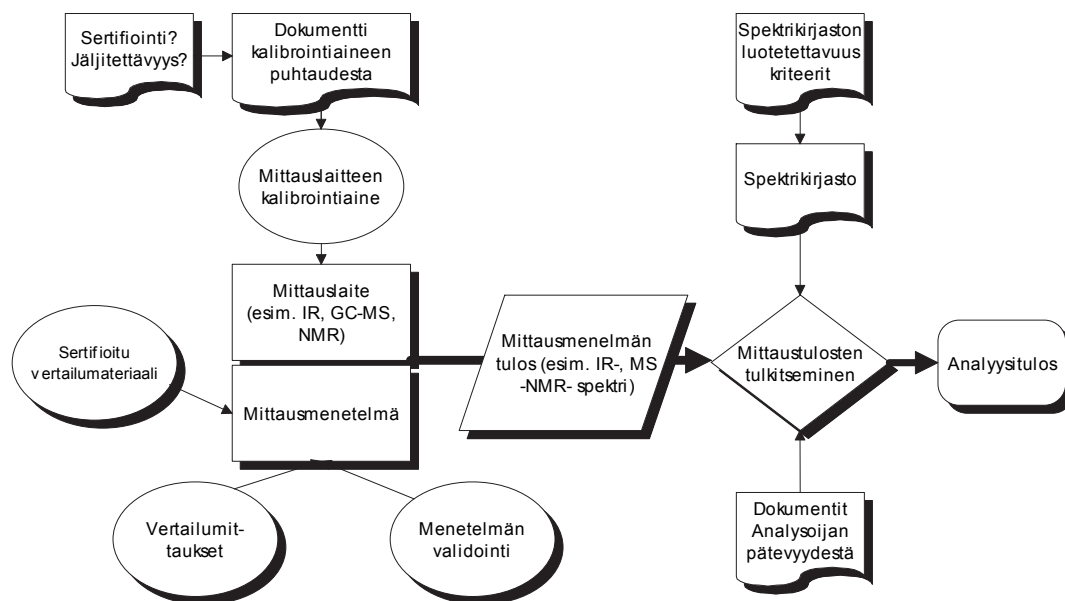 Sertifiointi?
Jäljitettävyys?
Dokumentti
kalibrointiaineen
puhtaudesta
Spektrikirjaston
luotetettavuus
kriteerit
Mittauslaitteen
kalibrointiaine
Spektrikirjasto
Mittauslaite
(esim. IR, GC-MS,
NMR)
Sertifioitu
vertailumateriaali
Mittausmenetelmä
Mittausmenelmän
tulos (esim. IR-, MS
-NMR- spektri)
Mittaustulosten
tulkitseminen
Analyysitulos
Vertailumit-
taukset
Menetelmän
validointi
Dokumentit
Analysoijan
pätevyydestä